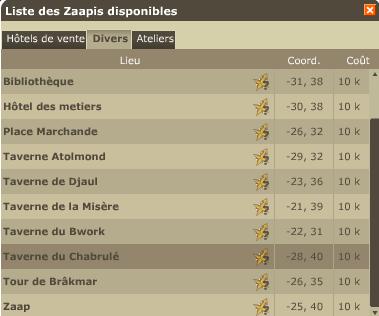 Liste des Zaapis disponibles
Hôtels de vente Divers Ateliers
Lieu Coord. Coût
Bibliothèque -31, 38 10 k
Hôtel des metiers -30, 38 10 k
Place Marchande -26, 32 10 k
Taverne Atolmond -29, 32 10 k
Taverne de Djaul -23, 36 10 k
Taverne de la Misère -21, 39 10 k
Taverne du Bwork -22, 31 10 k
Taverne du Chabrulé -28, 40 10 k
Tour de Brâkmar -26, 35 10 k
Zaap -25, 40 10 k